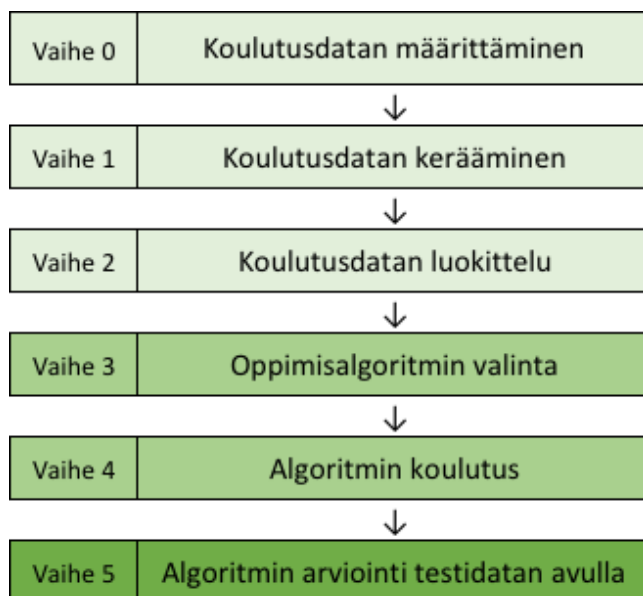 Vaihe 0 Koulutusdatan määrittäminen
↓
Vaihe 1 Koulutusdatan kerääminen
↓
Vaihe 2 Koulutusdatan luokittelu
↓
Vaihe 3 Oppimisalgoritmin valinta
↓
Vaihe 4 Algoritmin koulutus
↓
Vaihe 5 Algoritmin arviointi testidatan avulla